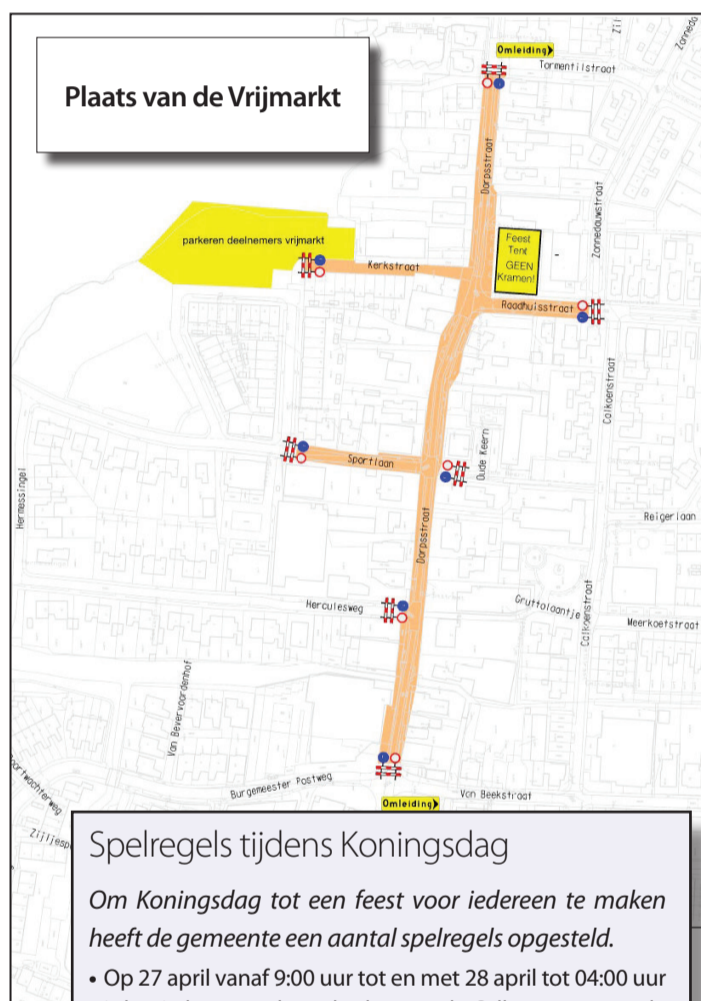 Plaats van de Vrijmarkt
Omleiding
Tormentilstraat
Dorpsstraat
Zonnedauwstraat
parkeren deelnemers vrijmarkt
Feest
Tent
GEEN
Kramen!
Kerkstraat
Raadhuisstraat
Calkoenstraat
Sportlaan
Oude Keern
Hermessingel
Dorpsstraat
Reigerlaan
Herculesweg
Gruttolaantje
Calkoenstraat
Meerkoetstraat
Van Bevervoordenhof
Burgemeester Postweg
Von Beekstraat
Omleiding
Spelregels tijdens Koningsdag
Om Koningsdag tot een feest voor iedereen te maken
heeft de gemeente een aantal spelregels opgesteld.
• Op 27 april vanaf 9:00 uur tot en met 28 april tot 04:00 uur